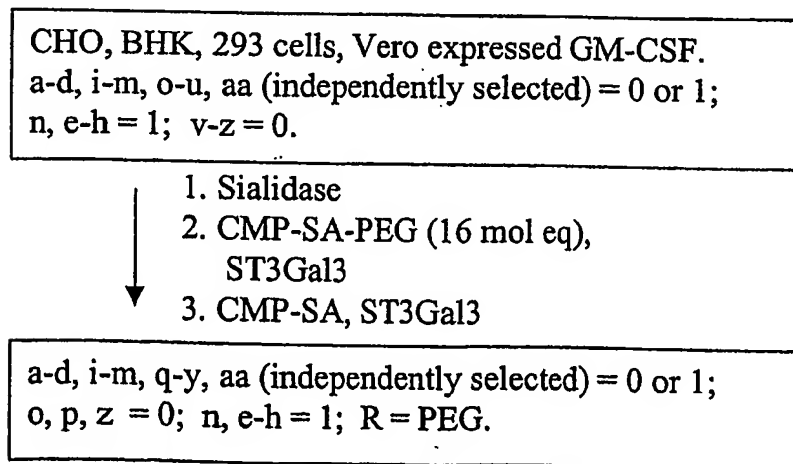 CHO, BHK, 293 cells, Vero expressed GM-CSF.
a-d, i-m, o-u, aa (independently selected) = 0 or 1;
n, e-h = 1; v-z = 0.
1. Sialidase
2. CMP-SA-PEG (16 mol eq),
ST3Gal3
3. CMP-SA, ST3Gal3
a-d, i-m, q-y, aa (independently selected) = 0 or 1;
o, p, z = 0; n, e-h = 1; R = PEG.